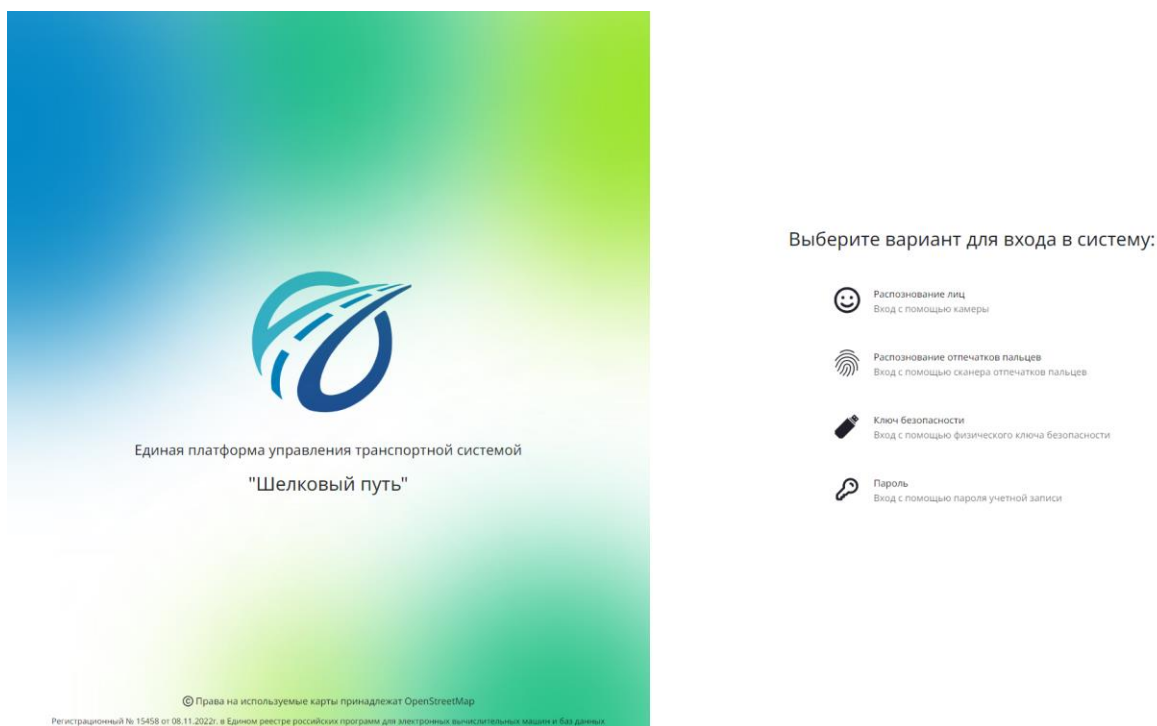 Единая платформа управления транспортной системой
"Шелковый путь"
© Права на используемые карты принадлежат OpenStreetMap
Регистрационный № 15458 от 08.11.2022г. в Едином реестре российских программ для электронных вычислительных машин и баз данных
Выберите вариант для входа в систему:
Распознование лиц
Вход с помощью камеры
Распознование отпечатков пальцев
Вход с помощью сканера отпечатков пальцев
Ключ безопасности
Вход с помощью физического ключа безопасности
Пароль
Вход с помощью пароля учетной записи